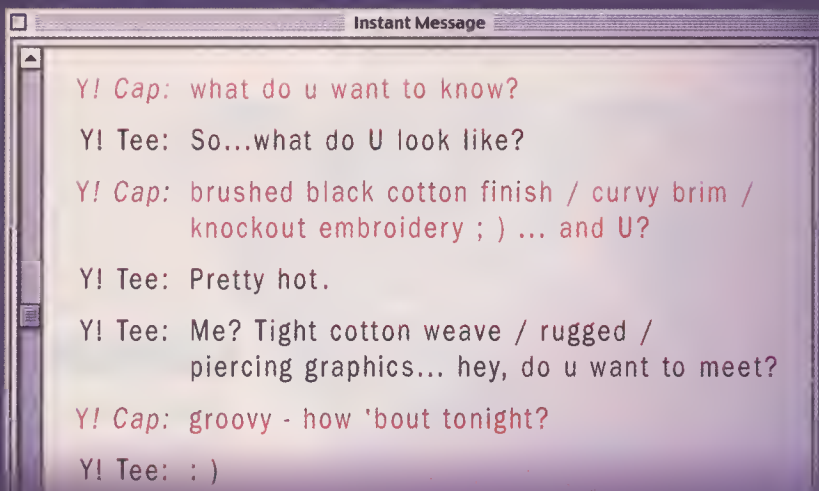 Instant Message
Y! Cap: what do u want to know?
Y! Tee: So...what do U look like?
Y! Cap: brushed black cotton finish / curvy brim /
knockout embroidery ; ) ... and U?
Y! Tee: Pretty hot.
Y! Tee: Me? Tight cotton weave / rugged /
piercing graphics... hey, do u want to meet?
Y! Cap: groovy - how 'bout tonight?
Y! Tee: : )